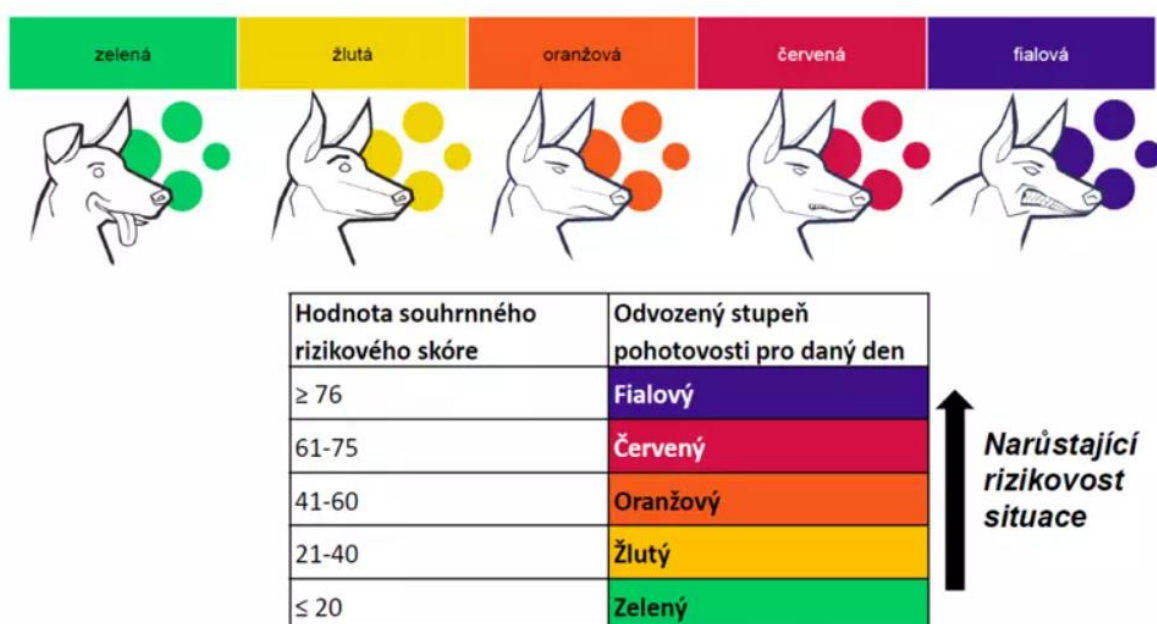 zelená
žlutá
oranžová
červená
fialová
Hodnota souhrnného
rizikového skóre
Odvozený stupeň
pohotovosti pro daný den
≥ 76
Fialový
61-75
Červený
41-60
Oranžový
21-40
Žlutý
≤ 20
Zelený
Narůstající
rizikovost
situace